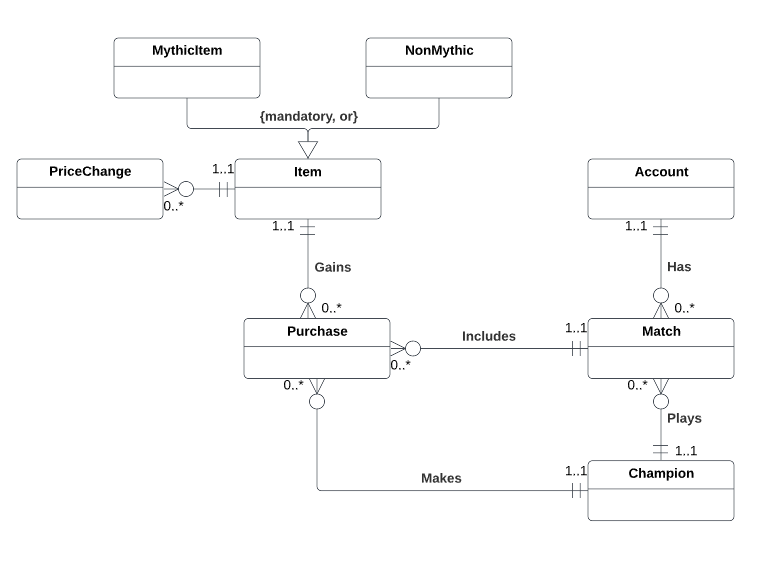 MythicItem
NonMythic
{mandatory, or}
PriceChange
1..1
Item
Account
0..*
1..1
1..1
Gains
Has
0..*
0..*
Purchase
Includes
1..1
Match
0..*
0..*
0..*
Plays
1..1
Makes
1..1
Champion